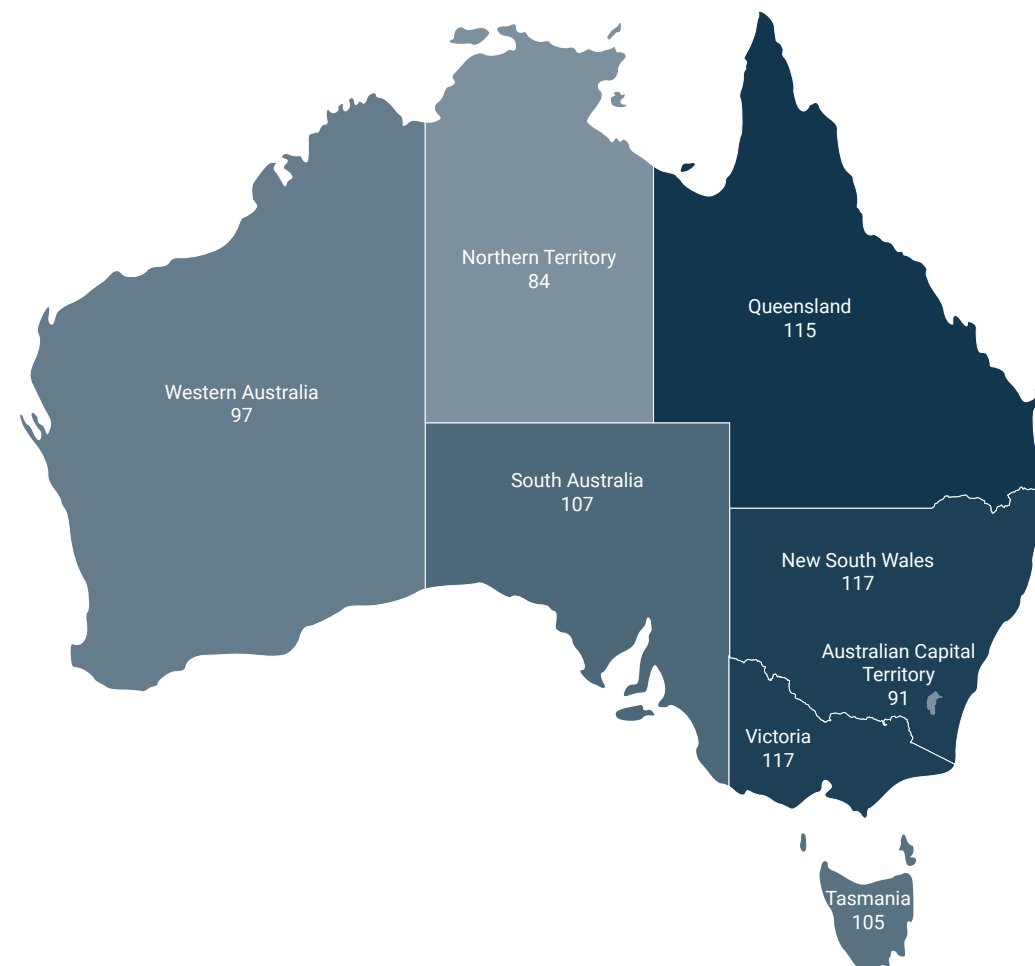 Northern Territory
84
Queensland
115
Western Australia
97
South Australia
107
New South Wales
117
Australian Capital
Territory
91
Victoria
117
Tasmania
105